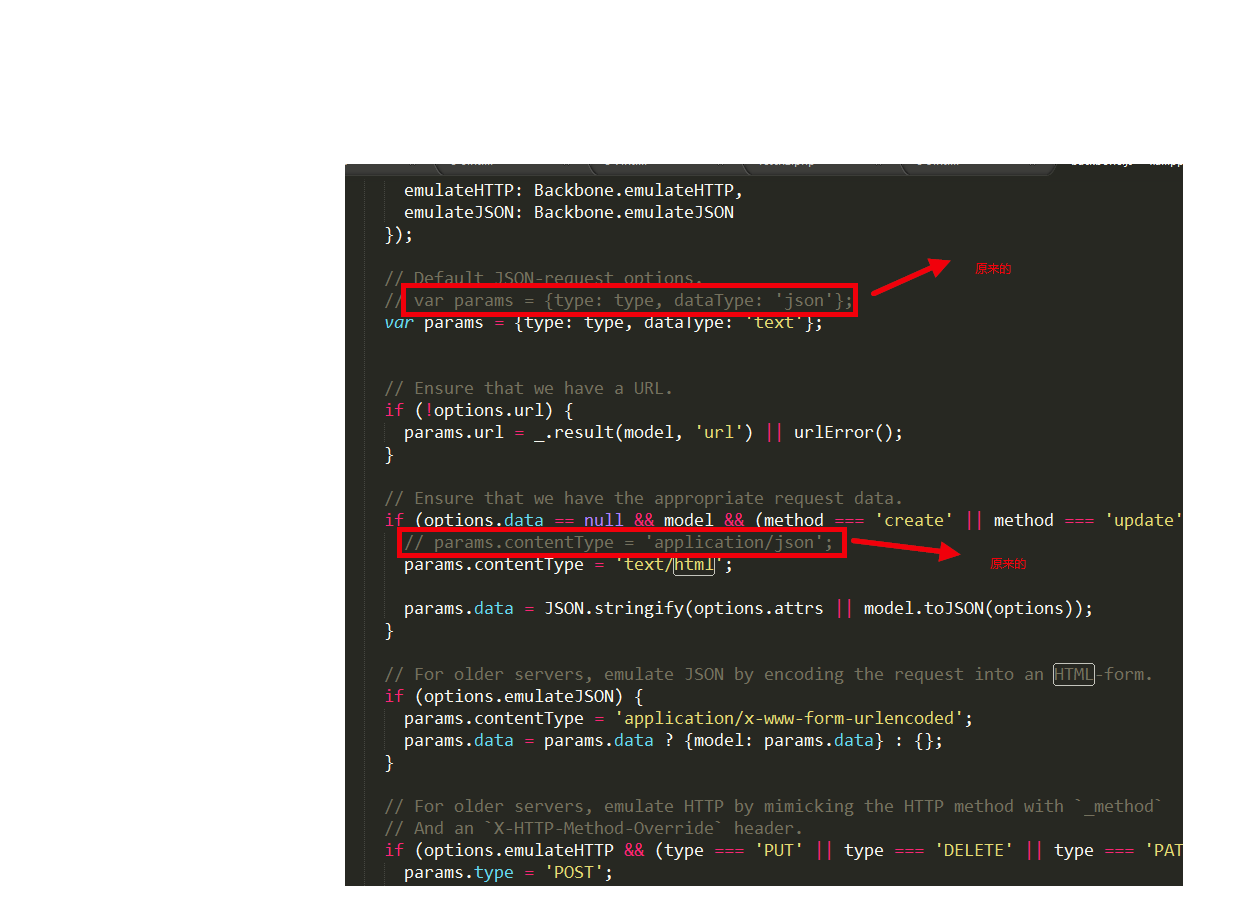 emulateHTTP: Backbone.emulateHTTP,
emulateJSON: Backbone.emulateJSON
});
// Default JSON-request options.
// var params = {type: type, dataType: 'json'};
var params = {type: type, dataType: 'text'};
原来的
// Ensure that we have a URL.
if (!options.url) {
params.url = _.result(model, 'url') || urlError();
}
// Ensure that we have the appropriate request data.
if (options.data == null && model && (method === 'create' || method === 'update'
// params.contentType = 'application/json';
params.contentType = 'text/html';
原来的
params.data = JSON.stringify(options.attrs || model.toJSON(options));
}
// For older servers, emulate JSON by encoding the request into an HTML-form.
if (options.emulateJSON) {
params.contentType = 'application/x-www-form-urlencoded';
params.data = params.data ? {model: params.data} : {};
}
// For older servers, emulate HTTP by mimicking the HTTP method with `_method`
// And an `X-HTTP-Method-Override` header.
if (options.emulateHTTP && (type === 'PUT' || type === 'DELETE' || type === 'PAT
params.type = 'POST';